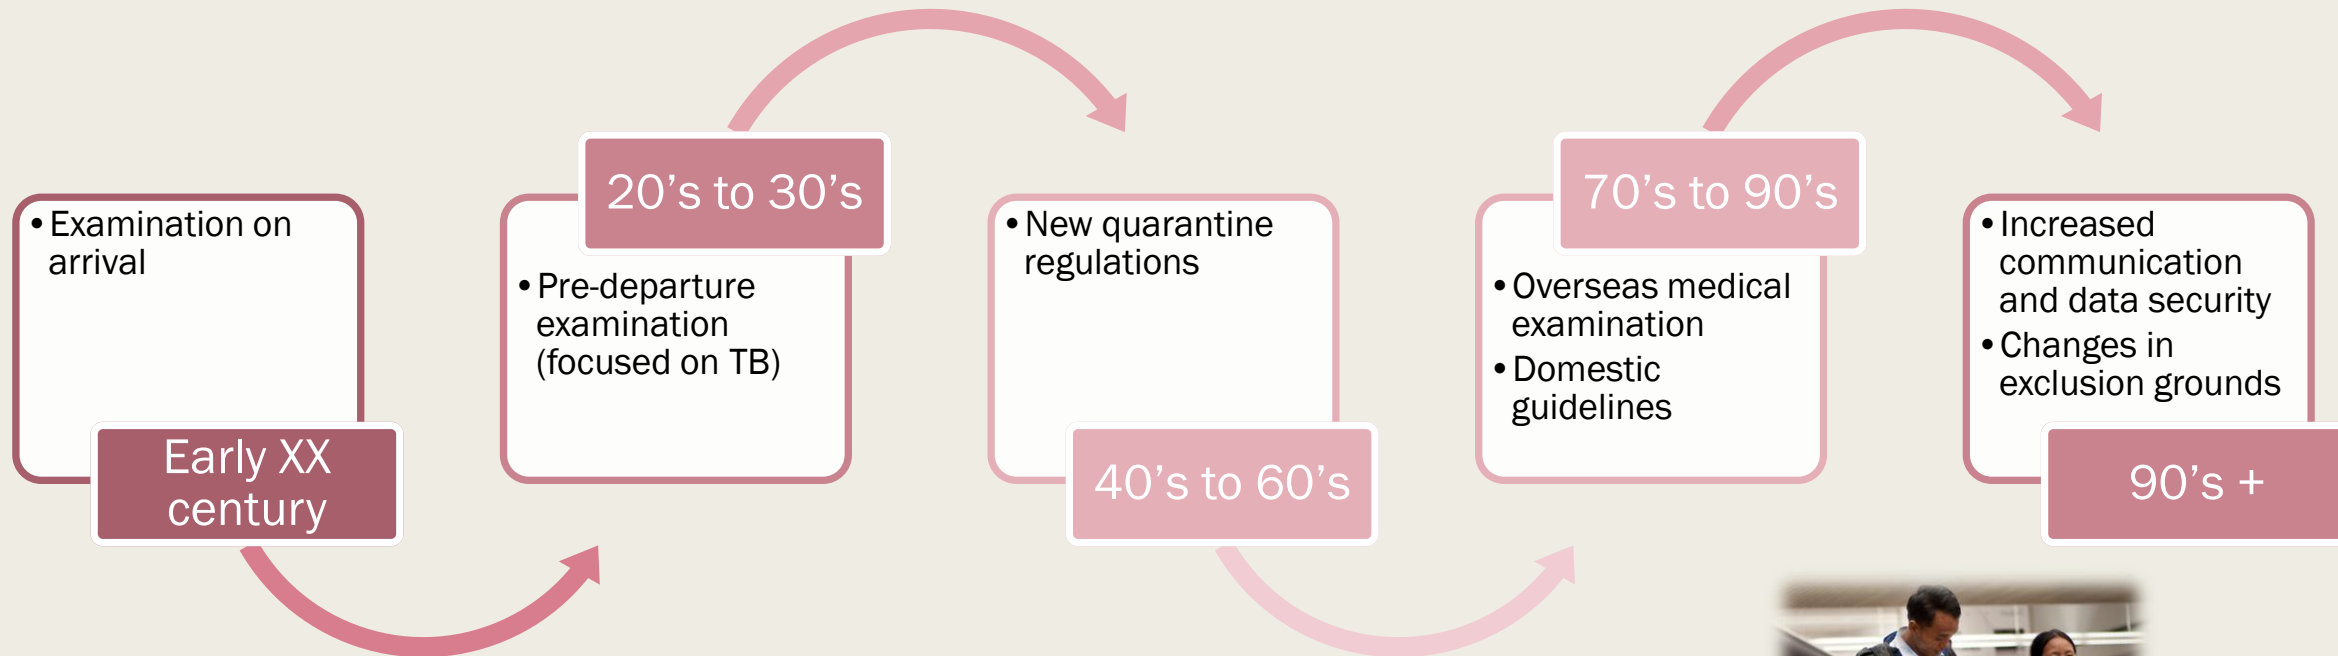 • Examination on
arrival
Early XX
century
20’s to 30’s
• Pre-departure
examination
(focused on TB)
• New quarantine
regulations
40’s to 60’s
70’s to 90’s
• Overseas medical
examination
• Domestic
guidelines
• Increased
communication
and data security
• Changes in
exclusion grounds
90’s +